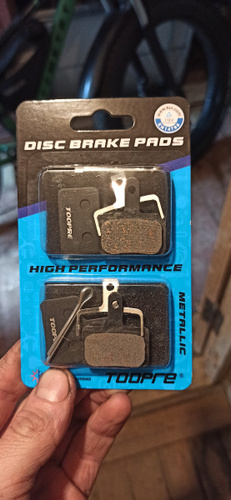 DISC BRAKE PADS
TOOPRE
HIGH PERFORMANCE
METALLIC
TOOPre